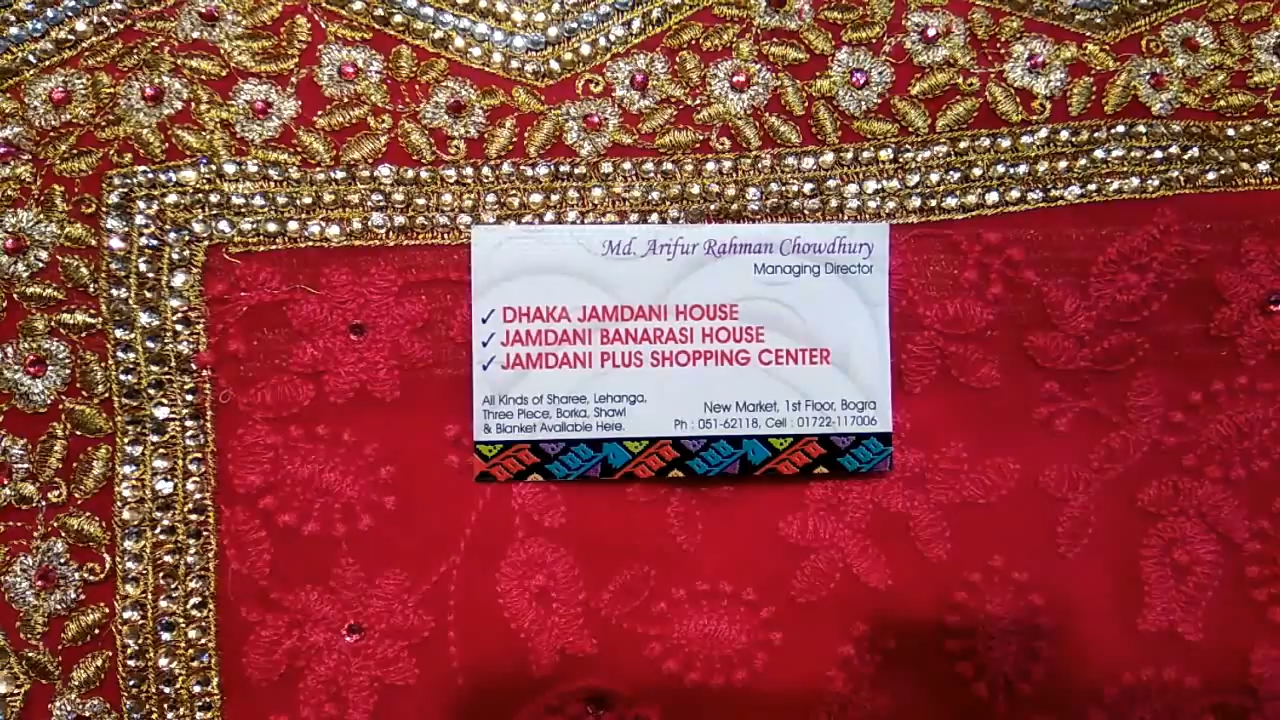 Md. Arifur Rahman Chowdhury
Managing Director
✓ DHAKA JAMDANI HOUSE
✓ JAMDANI BANARASI HOUSE
✓ JAMDANI PLUS SHOPPING CENTER
All Kinds of Sharee, Lehanga,
Three Piece, Borka, Shawl
& Blanket Available Here.
New Market, 1st Floor, Bogra
Ph : 051-62118, Cell : 01722-117006